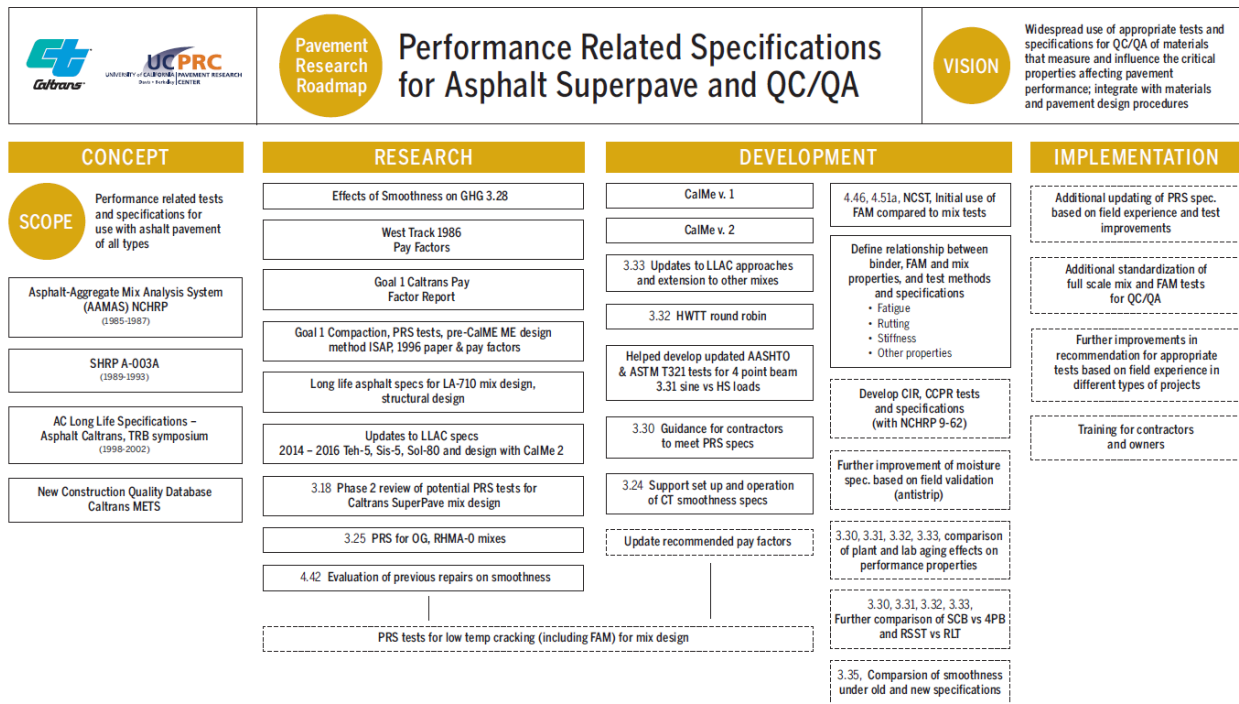 Caltrans
UCPRC
UNIVERSITY of CALIFORNIA | PAVEMENT RESEARCH
Davis • Berkeley | CENTER
Pavement
Research
Roadmap
Performance Related Specifications
for Asphalt Superpave and QC/QA
VISION
Widespread use of appropriate tests and
specifications for QC/QA of materials
that measure and influence the critical
properties affecting pavement
performance; integrate with materials
and pavement design procedures
CONCEPT
SCOPE
Performance related tests
and specifications for
use with ashalt pavement
of all types
Asphalt-Aggregate Mix Analysis System
(AAMAS) NCHRP
(1985-1987)
SHRP A-003A
(1989-1993)
AC Long Life Specifications –
Asphalt Caltrans, TRB symposium
(1998-2002)
New Construction Quality Database
Caltrans METS
RESEARCH
Effects of Smoothness on GHG 3.28
West Track 1986
Pay Factors
Goal 1 Caltrans Pay
Factor Report
Goal 1 Compaction, PRS tests, pre-CalME ME design
method ISAP, 1996 paper & pay factors
Long life asphalt specs for LA-710 mix design,
structural design
Updates to LLAC specs
2014 – 2016 Teh-5, Sis-5, Sol-80 and design with CalMe 2
3.18 Phase 2 review of potential PRS tests for
Caltrans SuperPave mix design
3.25 PRS for OG, RHMA-0 mixes
4.42 Evaluation of previous repairs on smoothness
PRS tests for low temp cracking (including FAM) for mix design
DEVELOPMENT
CalMe v. 1
CalMe v. 2
3.33 Updates to LLAC approaches
and extension to other mixes
3.32 HWTT round robin
Helped develop updated AASHTO
& ASTM T321 tests for 4 point beam
3.31 sine vs HS loads
3.30 Guidance for contractors
to meet PRS specs
3.24 Support set up and operation
of CT smoothness specs
Update recommended pay factors
4.46, 4.51a, NCST, Initial use of
FAM compared to mix tests
Define relationship between
binder, FAM and mix
properties, and test methods
and specifications
• Fatigue
• Rutting
• Stiffness
• Other properties
Develop CIR, CCPR tests
and specifications
(with NCHRP 9-62)
Further improvement of moisture
spec. based on field validation
(antistrip)
3.30, 3.31, 3.32, 3.33, comparison
of plant and lab aging effects on
performance properties
3.30, 3.31, 3.32, 3.33,
Further comparison of SCB vs 4PB
and RSST vs RLT
3.35, Comparsion of smoothness
under old and new specifications
IMPLEMENTATION
Additional updating of PRS spec.
based on field experience and test
improvements
Additional standardization of
full scale mix and FAM tests
for QC/QA
Further improvements in
recommendation for appropriate
tests based on field experience in
different types of projects
Training for contractors
and owners